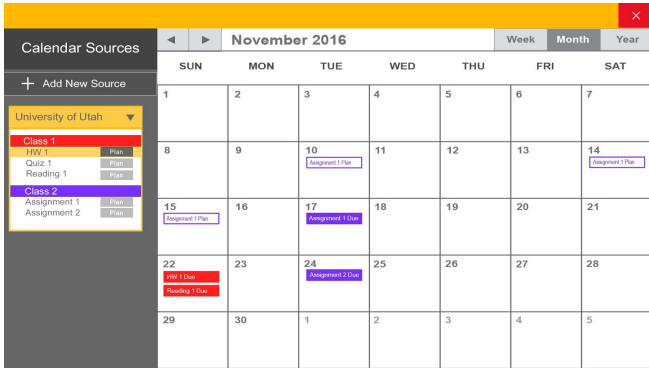 Calendar Sources
+ Add New Source
University of Utah
Class 1
HW 1 Plan
Quiz 1 Plan
Reading 1 Plan
Class 2
Assignment 1 Plan
Assignment 2 Plan
November 2016
Week Month Year
SUN MON TUE WED THU FRI SAT
1 2 3 4 5 6 7
8 9 10 11 12 13 14
Assignment 1 Plan Assignment 1 Plan
15 16 17 18 19 20 21
Assignment 1 Plan Assignment 1 Due
22 23 24 25 26 27 28
HW 1 Due Assignment 2 Due
Reading 1 Due
29 30 1 2 3 4 5